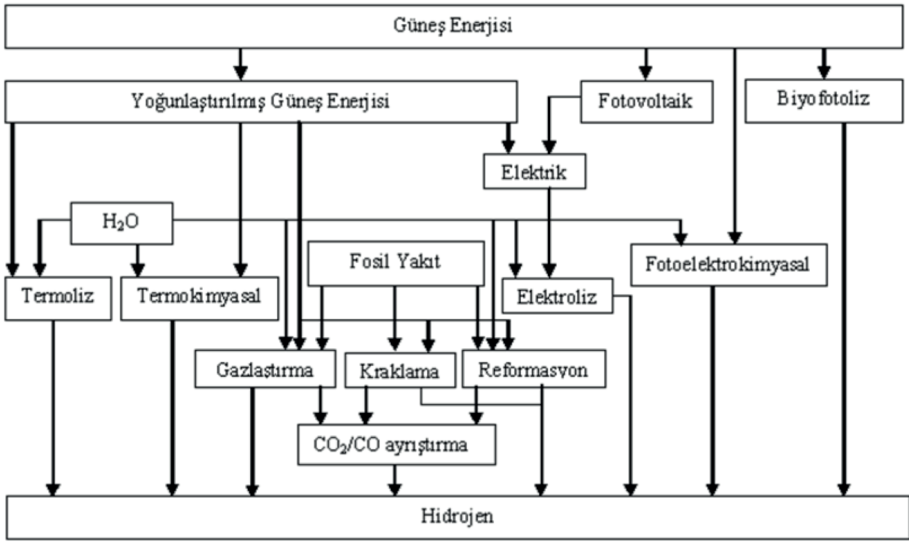 Güneş Enerjisi
Yoğunlaştırılmış Güneş Enerjisi
Fotovoltaik
Biyofotoliz
Elektrik
H₂O
Fosil Yakıt
Fotoelektrokimyasal
Termoliz
Termokimyasal
Elektroliz
Gazlaştırma
Kraklama
Reformasyon
CO₂/CO ayrıştırma
Hidrojen